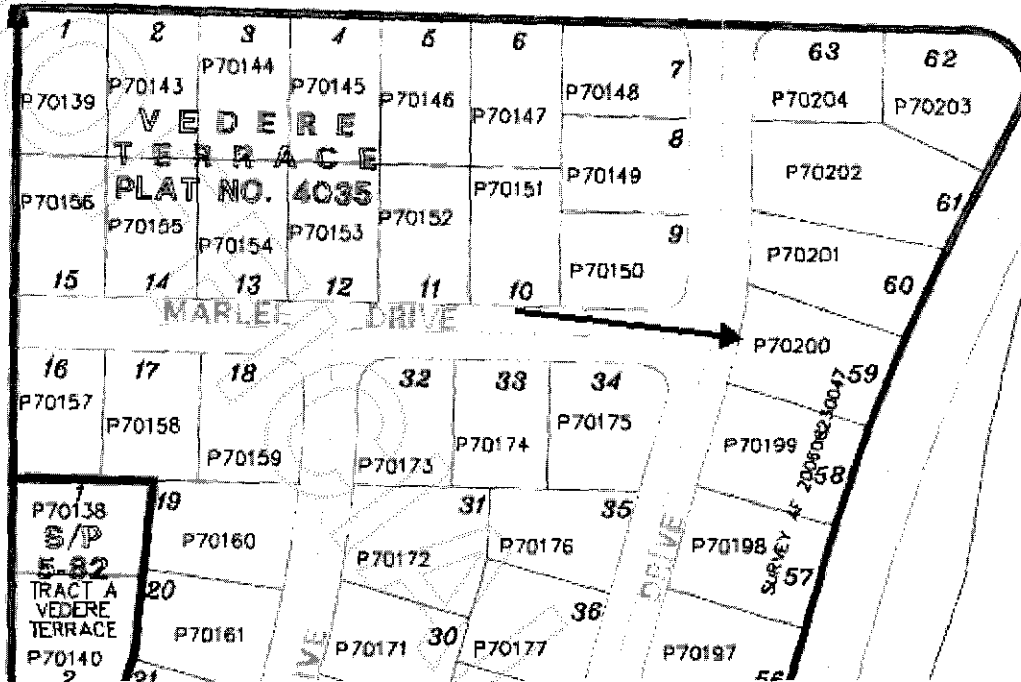 1 2 3 4 5 6 7 63 62
P70139 P70143 P70144 P70145 P70146 P70147 P70148 P70204 P70203
VEDERE
TERRACE
PLAT NO. 4035
8
P70149 P70202
P70156 P70155 P70154 P70153 P70152 P70151 61
9
P70150 P70201
15 14 13 12 11 10 60
MARLEE DRIVE
P70200
16 17 18 32 33 34 59
P70157 P70158 P70159 P70173 P70174 P70175 P70199
58
SURVEY AF
1
P70138
S/P
5-82
TRACT A
VEDERE
TERRACE
P70140
2
19 31 35
P70160 P70172 P70176 DRIVE P70198
57
20 36
P70161 P70171 30 P70177 P70197
21 56